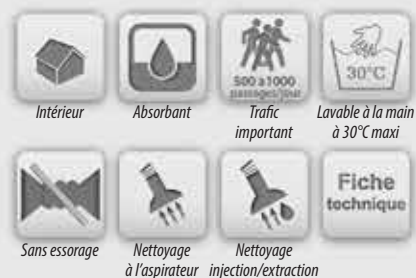 500 à 1000
passages/jour
30°C
Intérieur
Absorbant
Trafic
important
Lavable à la main
à 30°C maxi
Fiche
technique
Sans essorage
Nettoyage
à l'aspirateur
Nettoyage
injection/extraction